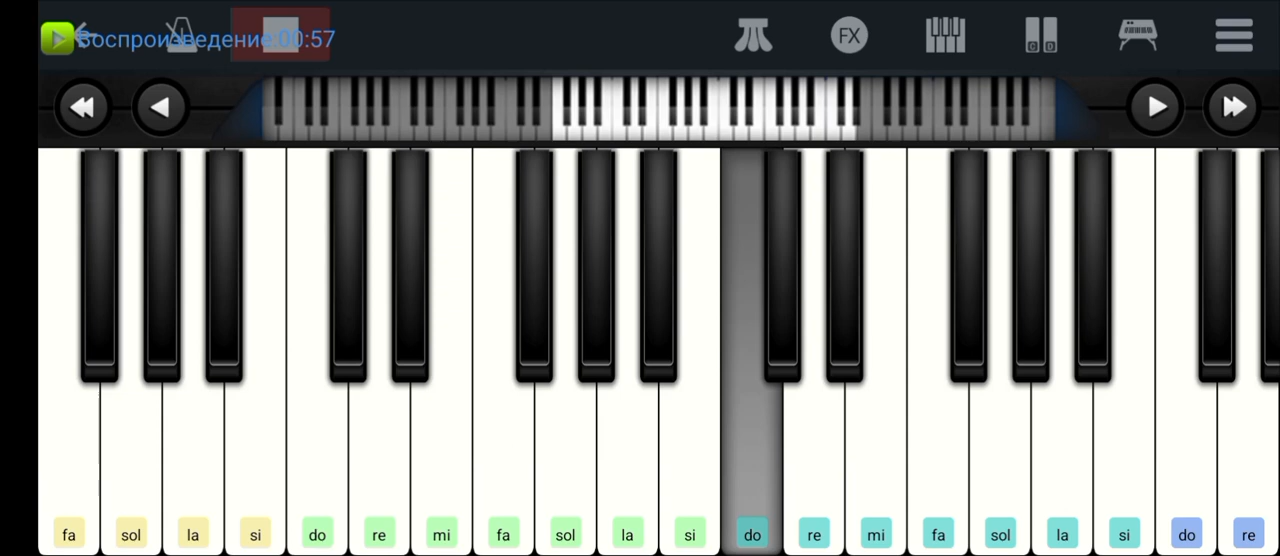 Воспроизведение:00:57
FX
fa sol la si do re mi fa sol la si do re mi fa sol la si do re